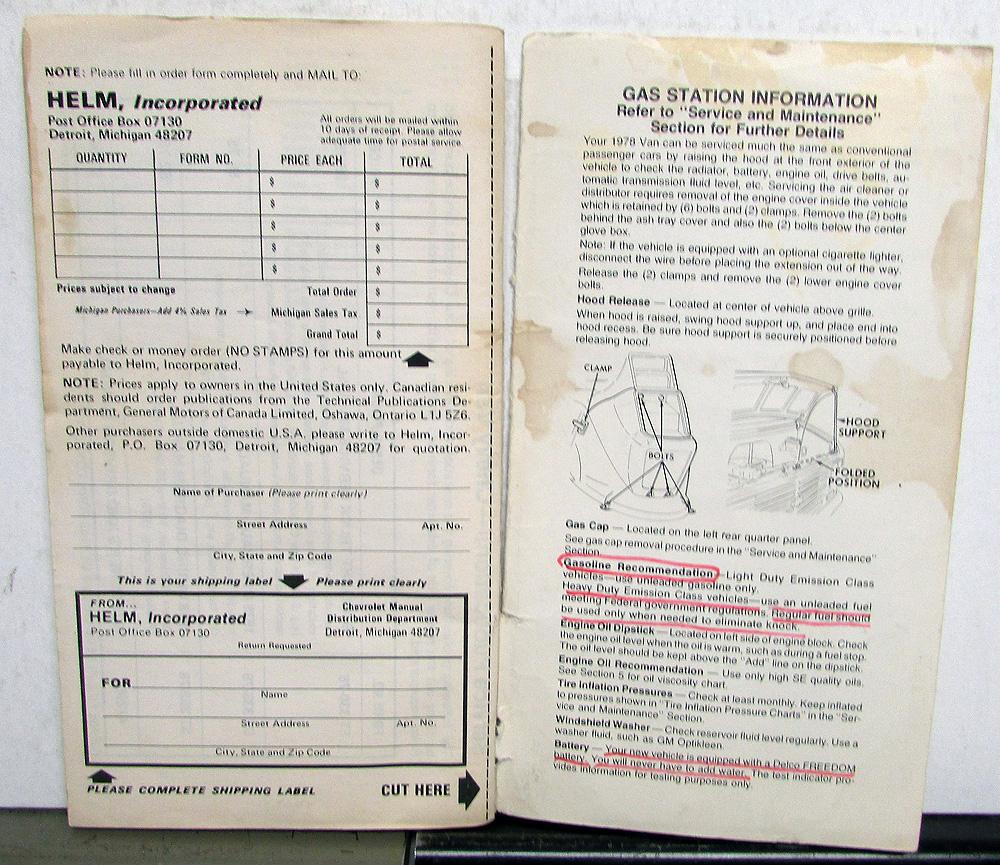 NOTE: Please fill in order form completely and MAIL TO:
HELM, Incorporated
Post Office Box 07130
Detroit, Michigan 48207
All orders will be mailed within
10 days of receipt. Please allow
adequate time for postal service.
QUANTITY FORM NO. PRICE EACH TOTAL
$ $
$ $
$ $
$ $
$ $
Prices subject to change Total Order $
Michigan Purchasers—Add 4% Sales Tax → Michigan Sales Tax $
Grand Total $
Make check or money order (NO STAMPS) for this amount
payable to Helm, Incorporated.
NOTE: Prices apply to owners in the United States only. Canadian resi-
dents should order publications from the Technical Publications De-
partment, General Motors of Canada Limited, Oshawa, Ontario L1J 5Z6.
Other purchasers outside domestic U.S.A. please write to Helm, Incor-
porated, P.O. Box 07130, Detroit, Michigan 48207 for quotation.
Name of Purchaser (Please print clearly)
Street Address Apt. No.
City, State and Zip Code
This is your shipping label Please print clearly
FROM...
HELM, Incorporated
Post Office Box 07130
Chevrolet Manual
Distribution Department
Detroit, Michigan 48207
Return Requested
FOR
Name
Street Address Apt. No.
City, State and Zip Code
PLEASE COMPLETE SHIPPING LABEL CUT HERE
GAS STATION INFORMATION
Refer to "Service and Maintenance"
Section for Further Details
Your 1978 Van can be serviced much the same as conventional
passenger cars by raising the hood at the front exterior of the
vehicle to check the radiator, battery, engine oil, drive belts, au-
tomatic transmission fluid level, etc. Servicing the air cleaner or
distributor requires removal of the engine cover inside the vehicle
which is retained by (6) bolts and (2) clamps. Remove the (2) bolts
behind the ash tray cover and also the (2) bolts below the center
glove box.
Note: If the vehicle is equipped with an optional cigarette lighter,
disconnect the wire before placing the extension out of the way.
Release the (2) clamps and remove the (2) lower engine cover
bolts.
Hood Release — Located at center of vehicle above grille.
When hood is raised, swing hood support up, and place end into
hood recess. Be sure hood support is securely positioned before
releasing hood.
CLAMP
BOLTS
HOOD
SUPPORT
FOLDED
POSITION
Gas Cap — Located on the left rear quarter panel.
See gas cap removal procedure in the "Service and Maintenance"
Section.
Gasoline Recommendation—Light Duty Emission Class
vehicles—use unleaded gasoline only.
Heavy Duty Emission Class vehicles—use an unleaded fuel
meeting Federal government regulations. Regular fuel should
be used only when needed to eliminate knock.
Engine Oil Dipstick — Located on left side of engine block. Check
the engine oil level when the oil is warm, such as during a fuel stop.
The oil level should be kept above the "Add" line on the dipstick.
Engine Oil Recommendation — Use only high SE quality oils.
See Section 5 for oil viscosity chart.
Tire Inflation Pressures — Check at least monthly. Keep inflated
to pressures shown in "Tire Inflation Pressure Charts" in the "Ser-
vice and Maintenance" Section.
Windshield Washer — Check reservoir fluid level regularly. Use a
washer fluid, such as GM Optikleen.
Battery — Your new vehicle is equipped with a Delco FREEDOM
battery. You will never have to add water. The test indicator pro-
vides information for testing purposes only.